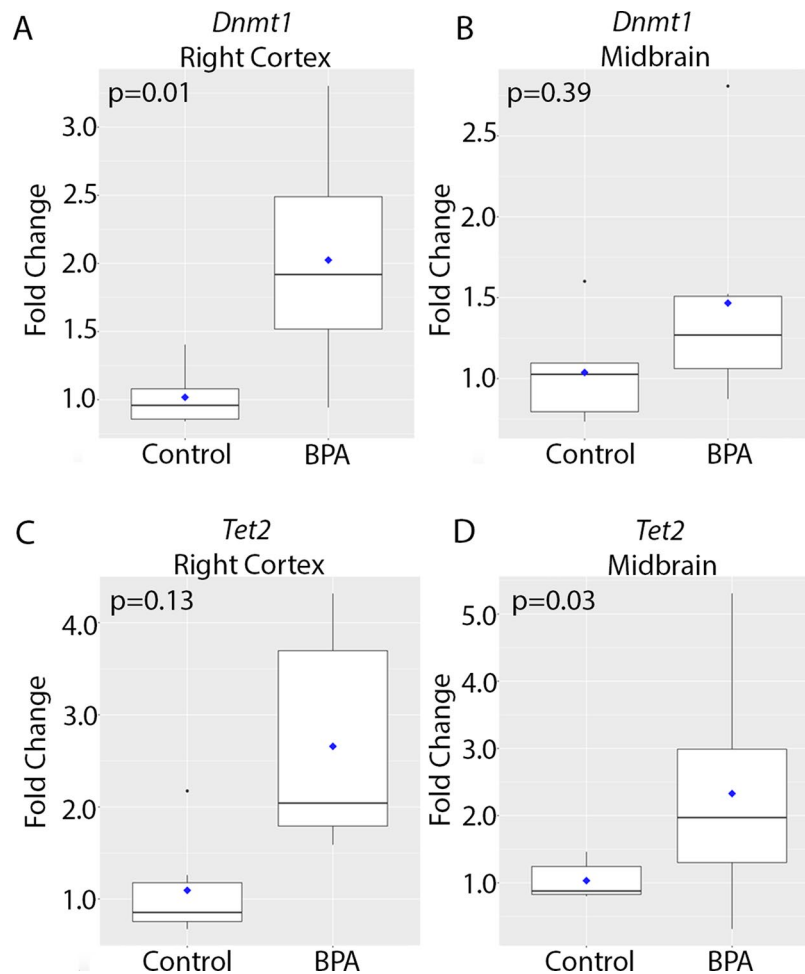 A
Dnmt1
Right Cortex
p=0.01
Fold Change
3.0
2.5
2.0
1.5
1.0
Control
BPA
B
Dnmt1
Midbrain
p=0.39
Fold Change
2.5
2.0
1.5
1.0
Control
BPA
C
Tet2
Right Cortex
p=0.13
Fold Change
4.0
3.0
2.0
1.0
Control
BPA
D
Tet2
Midbrain
p=0.03
Fold Change
5.0
4.0
3.0
2.0
1.0
Control
BPA